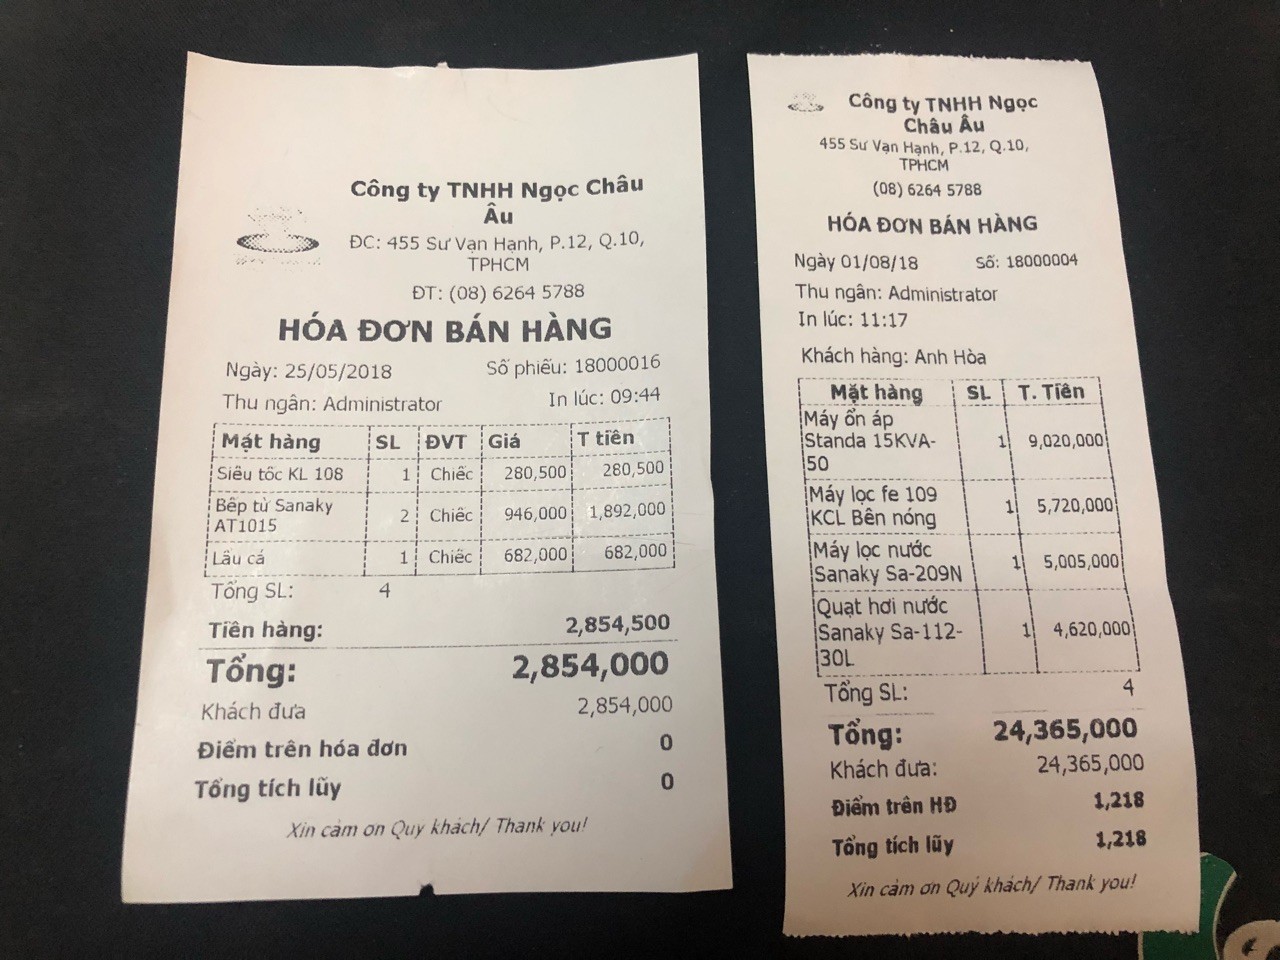 Công ty TNHH Ngọc Châu
Âu
ĐC: 455 Sư Vạn Hạnh, P.12, Q.10,
TPHCM
ĐT: (08) 6264 5788
HÓA ĐƠN BÁN HÀNG
Ngày: 25/05/2018 Số phiếu: 18000016
Thu ngân: Administrator In lúc: 09:44
Mặt hàng SL ĐVT Giá T tiền
Siêu tốc KL 108 1 Chiếc 280,500 280,500
Bếp từ Sanaky
AT1015 2 Chiếc 946,000 1,892,000
Lẩu cá 1 Chiếc 682,000 682,000
Tổng SL: 4
Tiền hàng: 2,854,500
Tổng: 2,854,000
Khách đưa 2,854,000
Điểm trên hóa đơn 0
Tổng tích lũy 0
Xin cảm ơn Quý khách/ Thank you!
Công ty TNHH Ngọc
Châu Âu
455 Sư Vạn Hạnh, P.12, Q.10,
TPHCM
(08) 6264 5788
HÓA ĐƠN BÁN HÀNG
Ngày 01/08/18 Số: 18000004
Thu ngân: Administrator
In lúc: 11:17
Khách hàng: Anh Hòa
Mặt hàng SL T. Tiền
Máy ổn áp
Standa 15KVA- 1 9,020,000
50
Máy lọc fe 109
KCL Bên nóng 1 5,720,000
Máy lọc nước
Sanaky Sa-209N 1 5,005,000
Quạt hơi nước
Sanaky Sa-112- 1 4,620,000
30L
Tổng SL: 4
Tổng: 24,365,000
Khách đưa: 24,365,000
Điểm trên HĐ 1,218
Tổng tích lũy 1,218
Xin cảm ơn Quý khách/ Thank you!